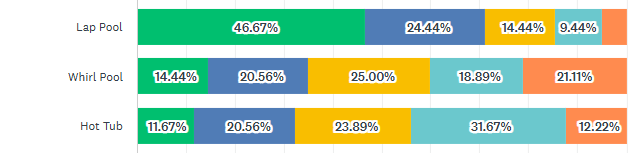 Lap Pool 46.67% 24.44% 14.44% 9.44%
Whirl Pool 14.44% 20.56% 25.00% 18.89% 21.11%
Hot Tub 11.67% 20.56% 23.89% 31.67% 12.22%